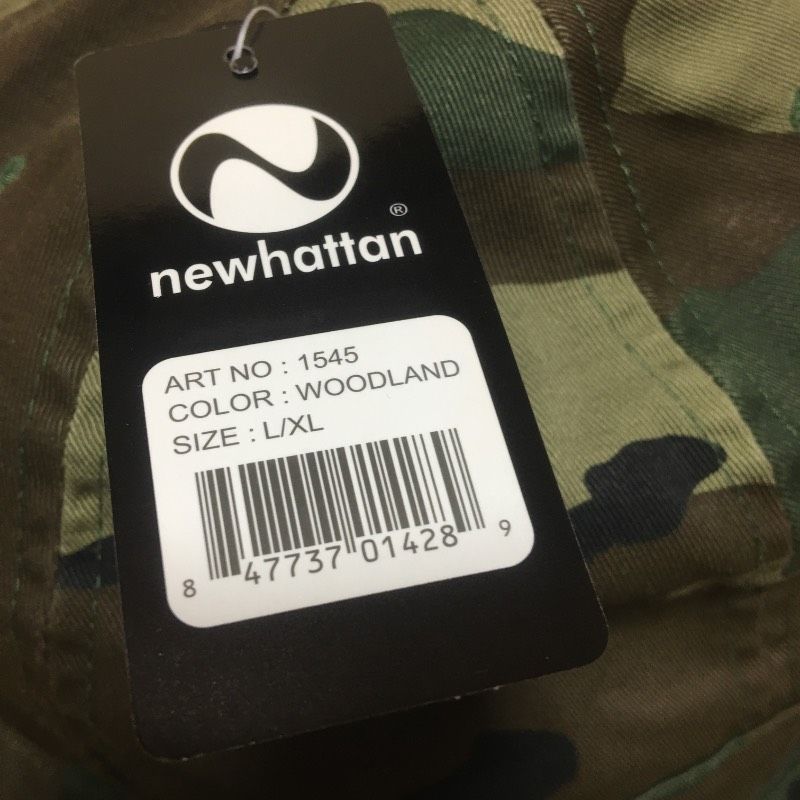 ®
newhattan
ART NO : 1545
COLOR : WOODLAND
SIZE : L/XL
8 47737 01428 9